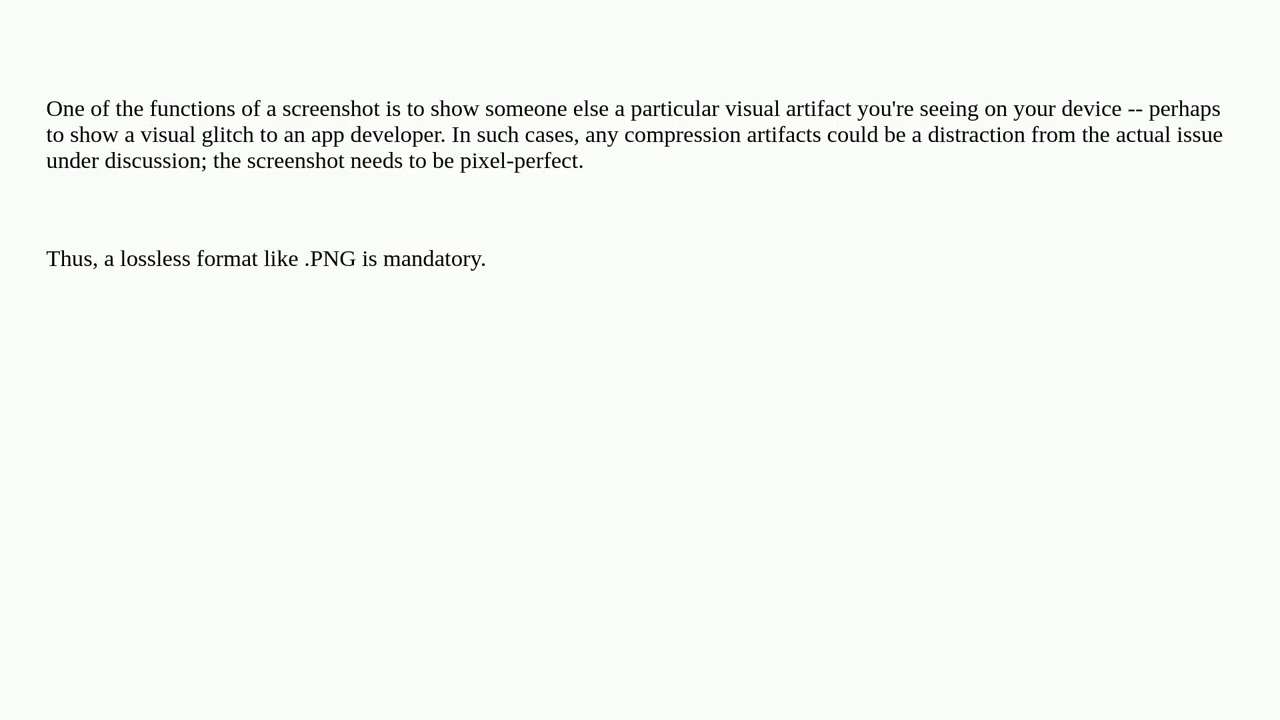 One of the functions of a screenshot is to show someone else a particular visual artifact you're seeing on your device -- perhaps
to show a visual glitch to an app developer. In such cases, any compression artifacts could be a distraction from the actual issue
under discussion; the screenshot needs to be pixel-perfect.
Thus, a lossless format like .PNG is mandatory.